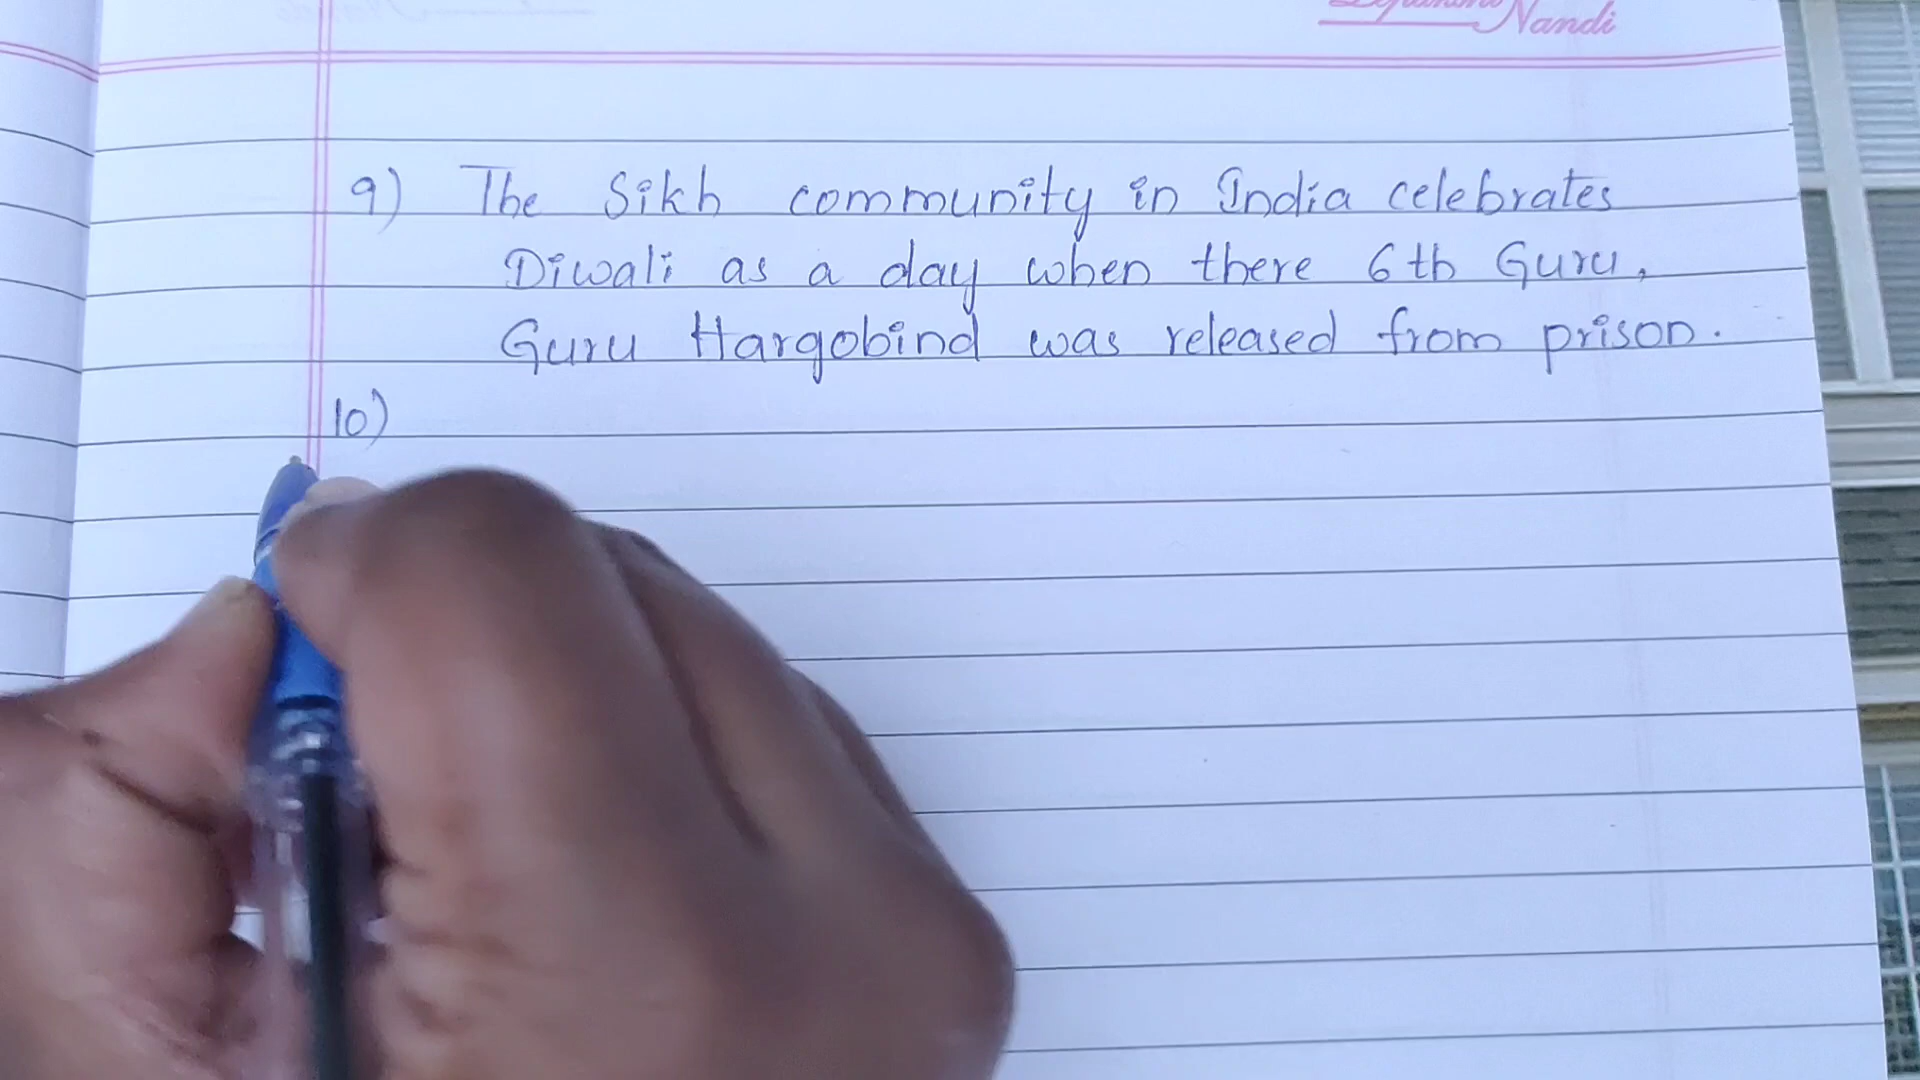 Nandi
9) The Sikh community in India celebrates
Diwali as a day when there 6th Guru,
Guru Hargobind was released from prison.
10)